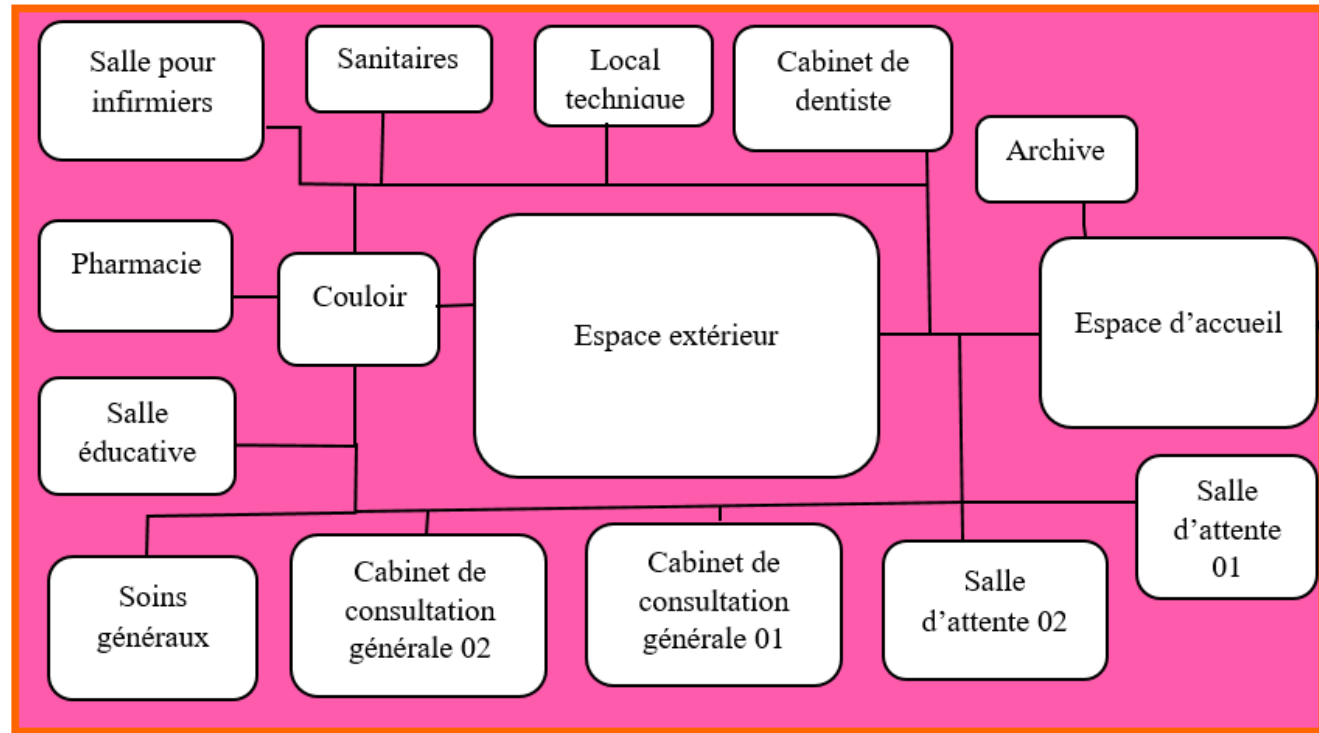 Salle pour
infirmiers
Sanitaires
Local
technique
Cabinet de
dentiste
Archive
Pharmacie
Couloir
Espace extérieur
Espace d’accueil
Salle
éducative
Salle
d’attente
01
Soins
généraux
Cabinet de
consultation
générale 02
Cabinet de
consultation
générale 01
Salle
d’attente 02